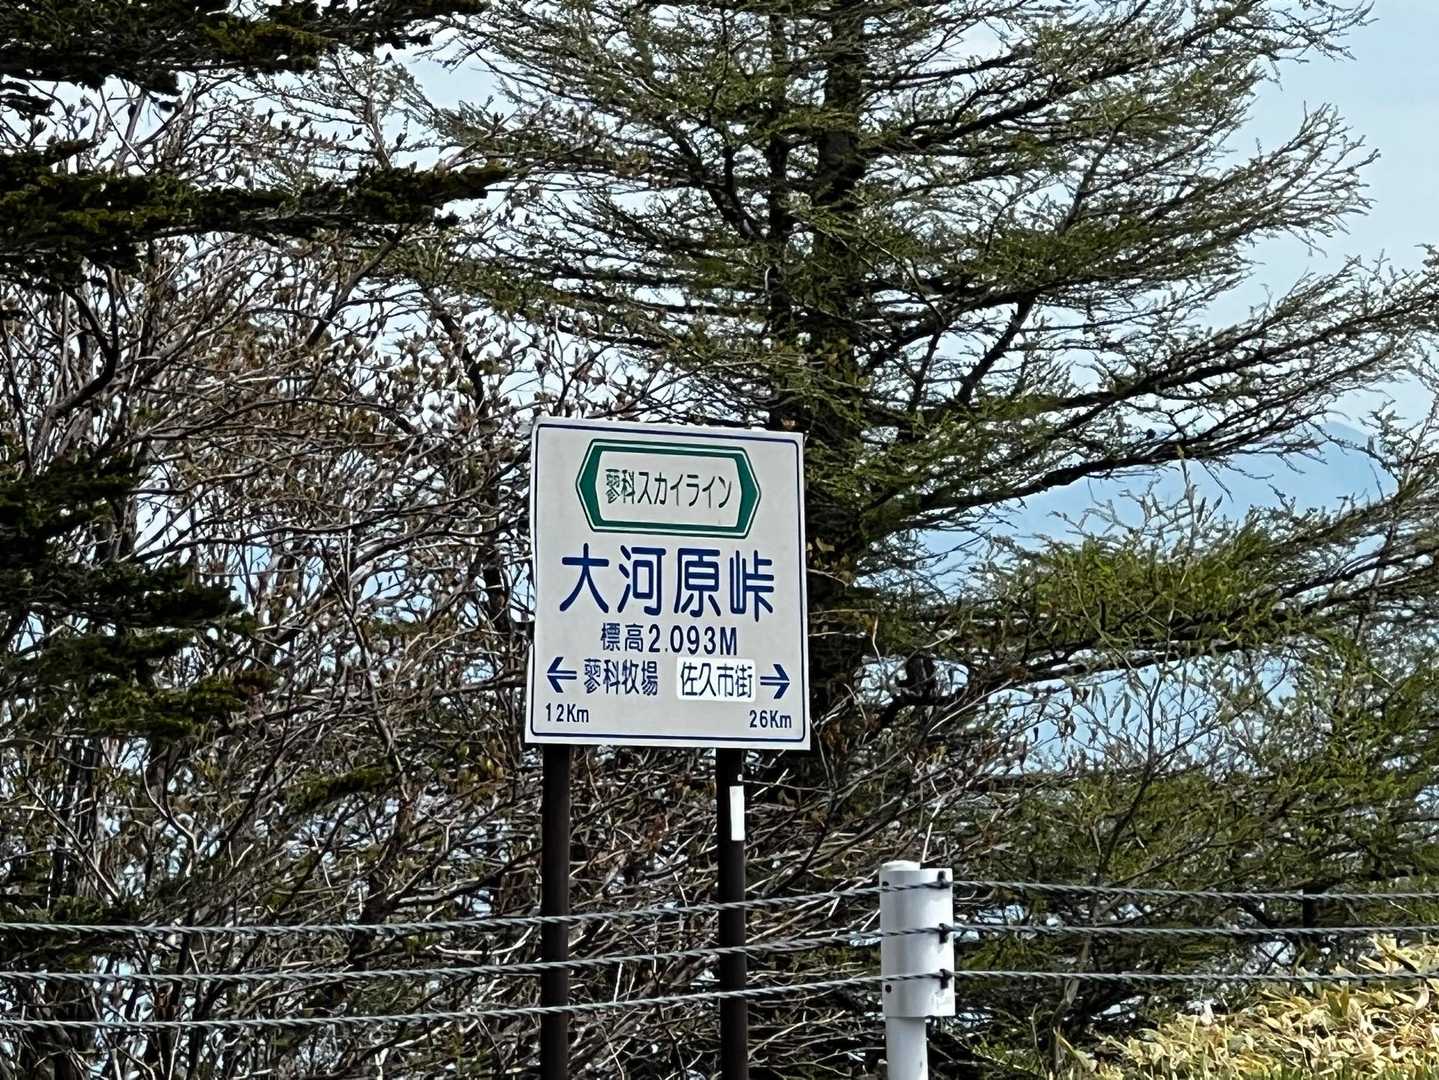 蓼科スカイライン
大河原峠
標高2.093M
← 蓼科牧場 佐久市街 →
12Km 26Km